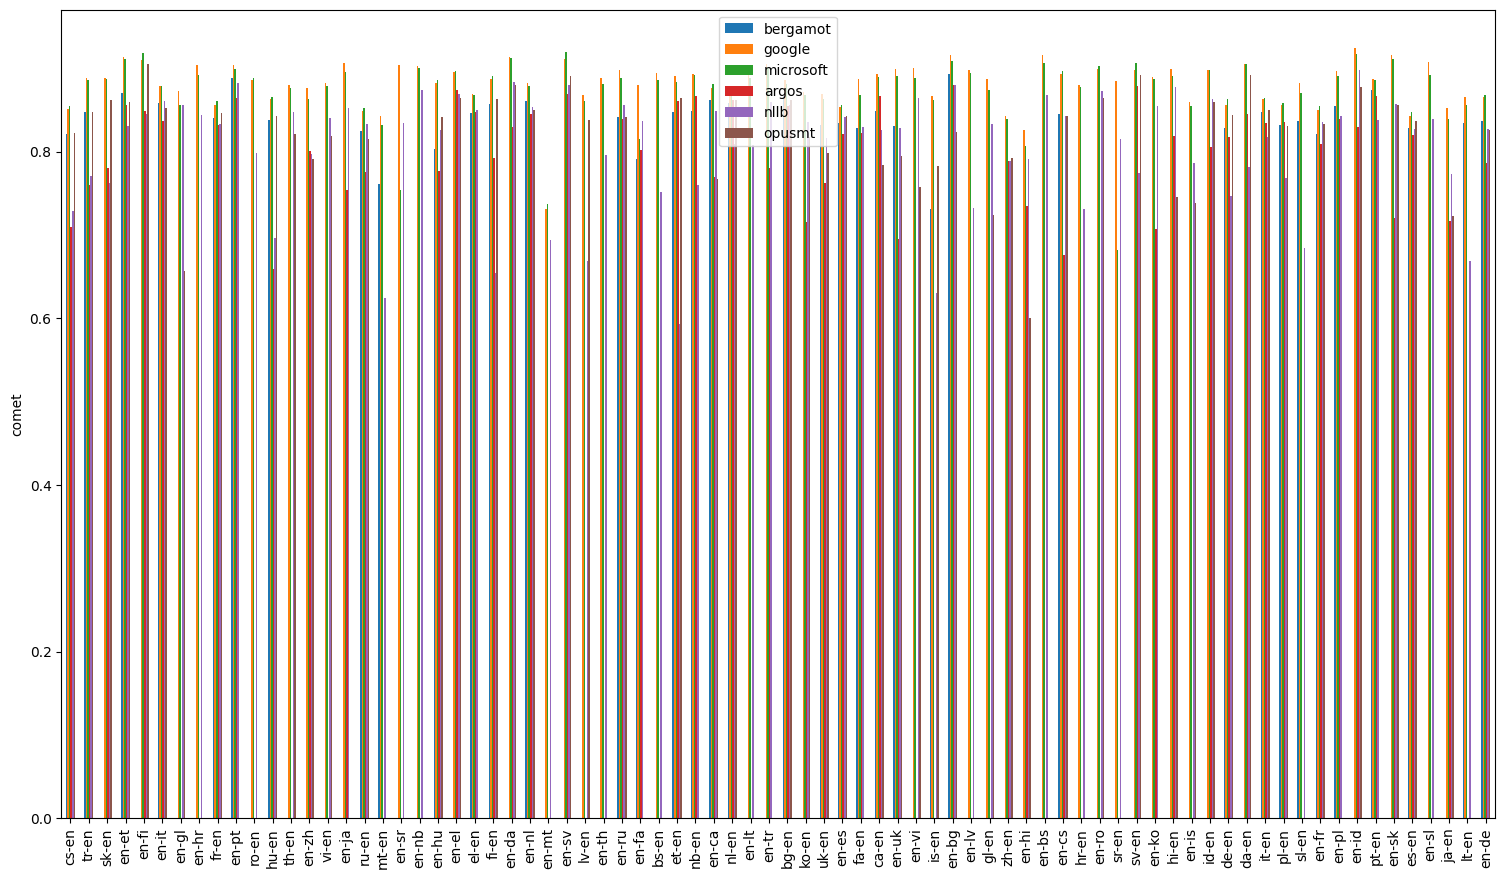 bergamot
google
microsoft
argos
nllb
opusmt
comet
0.8
0.6
0.4
0.2
0.0
cs-en
tr-en
sk-en
en-et
en-fi
en-it
en-gl
en-hr
fr-en
en-pt
ro-en
hu-en
th-en
en-zh
vi-en
en-ja
ru-en
mt-en
en-sr
en-nb
en-hu
en-el
el-en
fi-en
en-da
en-nl
en-mt
en-sv
lv-en
en-th
en-ru
en-fa
bs-en
et-en
nb-en
en-ca
nl-en
en-lt
en-tr
bg-en
ko-en
uk-en
en-es
fa-en
ca-en
en-uk
en-vi
is-en
en-bg
en-lv
gl-en
zh-en
en-hi
en-bs
en-cs
hr-en
en-ro
sr-en
sv-en
en-ko
hi-en
en-is
id-en
de-en
da-en
it-en
pl-en
sl-en
en-fr
en-pl
en-id
pt-en
en-sk
es-en
en-sl
ja-en
lt-en
en-de